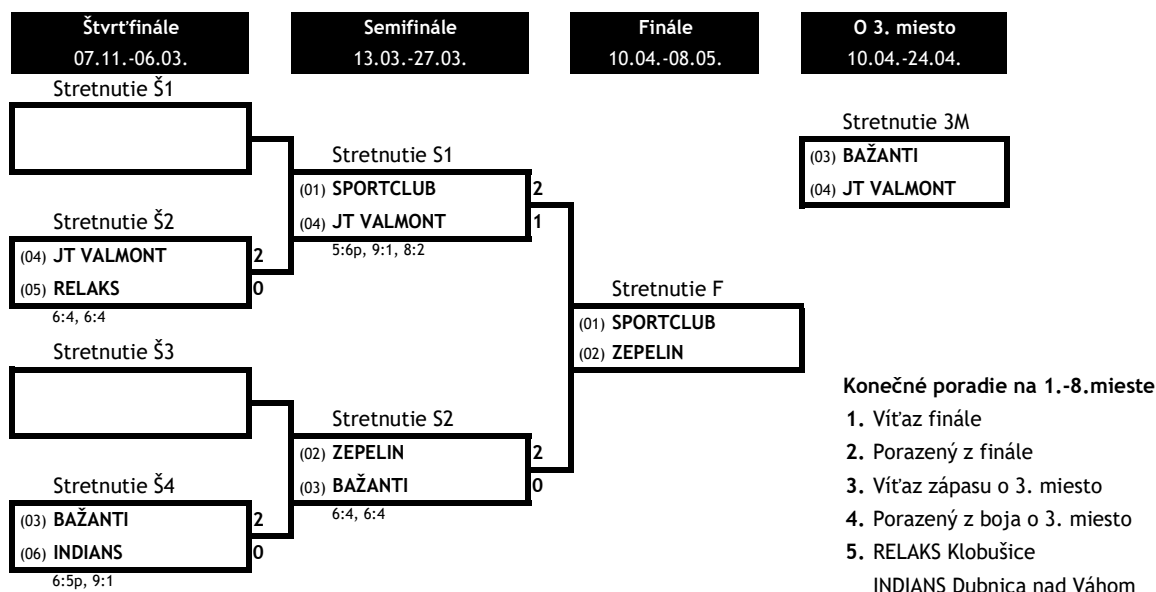 Štvrťfinále
07.11.-06.03.
Semifinále
13.03.-27.03.
Finále
10.04.-08.05.
O 3. miesto
10.04.-24.04.
Stretnutie Š1
Stretnutie Š2
(04) JT VALMONT 2
(05) RELAKS 0
6:4, 6:4
Stretnutie Š3
Stretnutie Š4
(03) BAŽANTI 2
(06) INDIANS 0
6:5p, 9:1
Stretnutie S1
(01) SPORTCLUB 2
(04) JT VALMONT 1
5:6p, 9:1, 8:2
Stretnutie S2
(02) ZEPELIN 2
(03) BAŽANTI 0
6:4, 6:4
Stretnutie F
(01) SPORTCLUB
(02) ZEPELIN
Stretnutie 3M
(03) BAŽANTI
(04) JT VALMONT
Konečné poradie na 1.-8.mieste
1. Víťaz finále
2. Porazený z finále
3. Víťaz zápasu o 3. miesto
4. Porazený z boja o 3. miesto
5. RELAKS Klobušice
INDIANS Dubnica nad Váhom